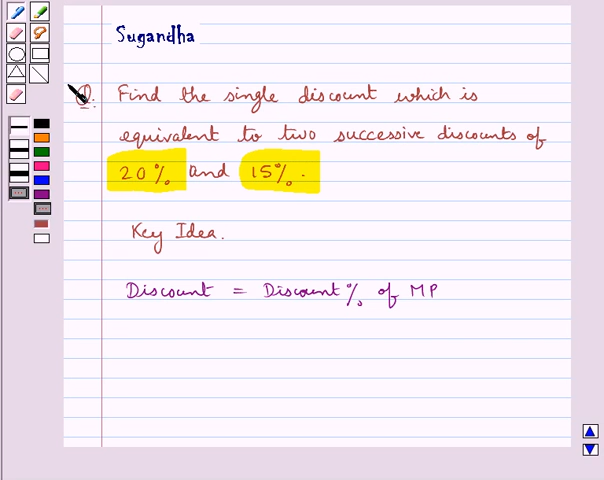 Sugandha
Q. Find the single discount which is
equivalent to two successive discounts of
20% and 15%.
Key Idea.
Discount = Discount% of MP